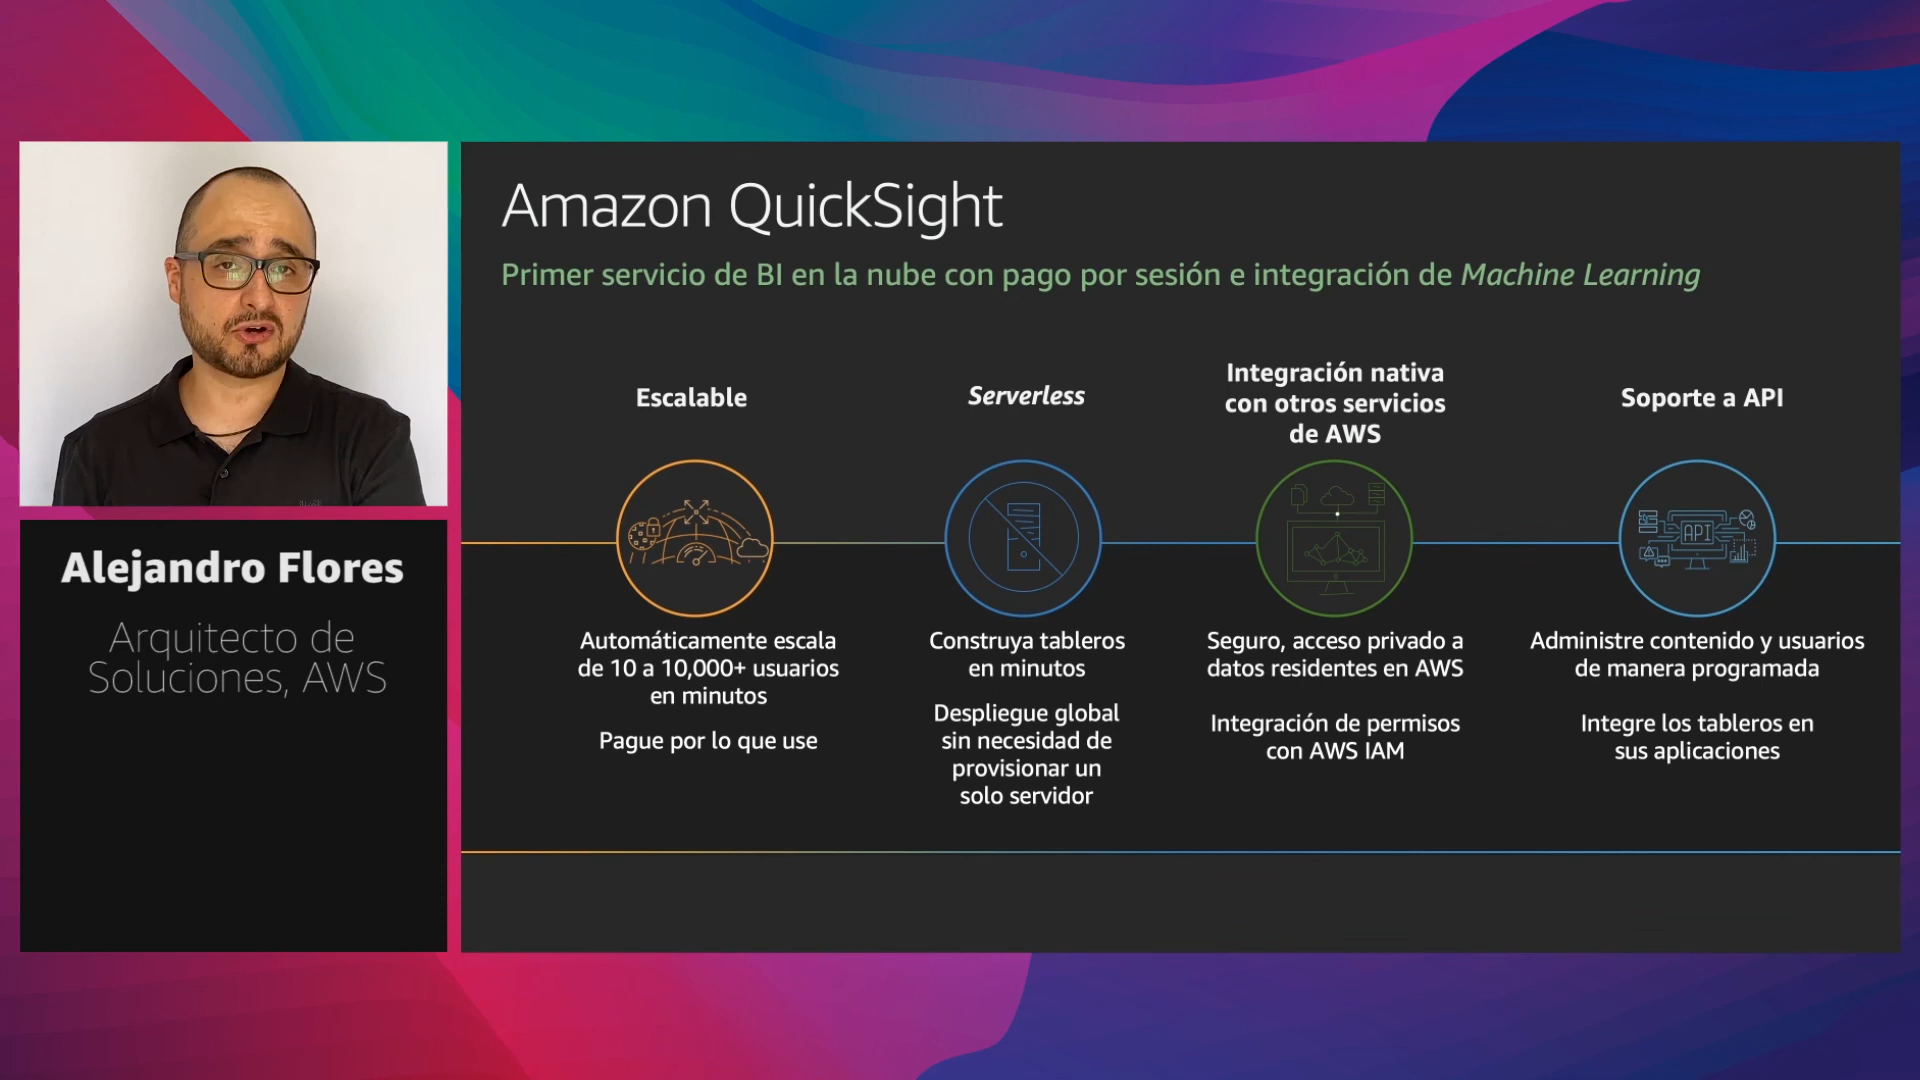 Amazon QuickSight
Primer servicio de BI en la nube con pago por sesión e integración de Machine Learning
Escalable
Automáticamente escala
de 10 a 10,000+ usuarios
en minutos
Pague por lo que use
Serverless
Construya tableros
en minutos
Despliegue global
sin necesidad de
provisionar un
solo servidor
Integración nativa
con otros servicios
de AWS
Seguro, acceso privado a
datos residentes en AWS
Integración de permisos
con AWS IAM
Soporte a API
API
Administre contenido y usuarios
de manera programada
Integre los tableros en
sus aplicaciones
Alejandro Flores
Arquitecto de
Soluciones, AWS